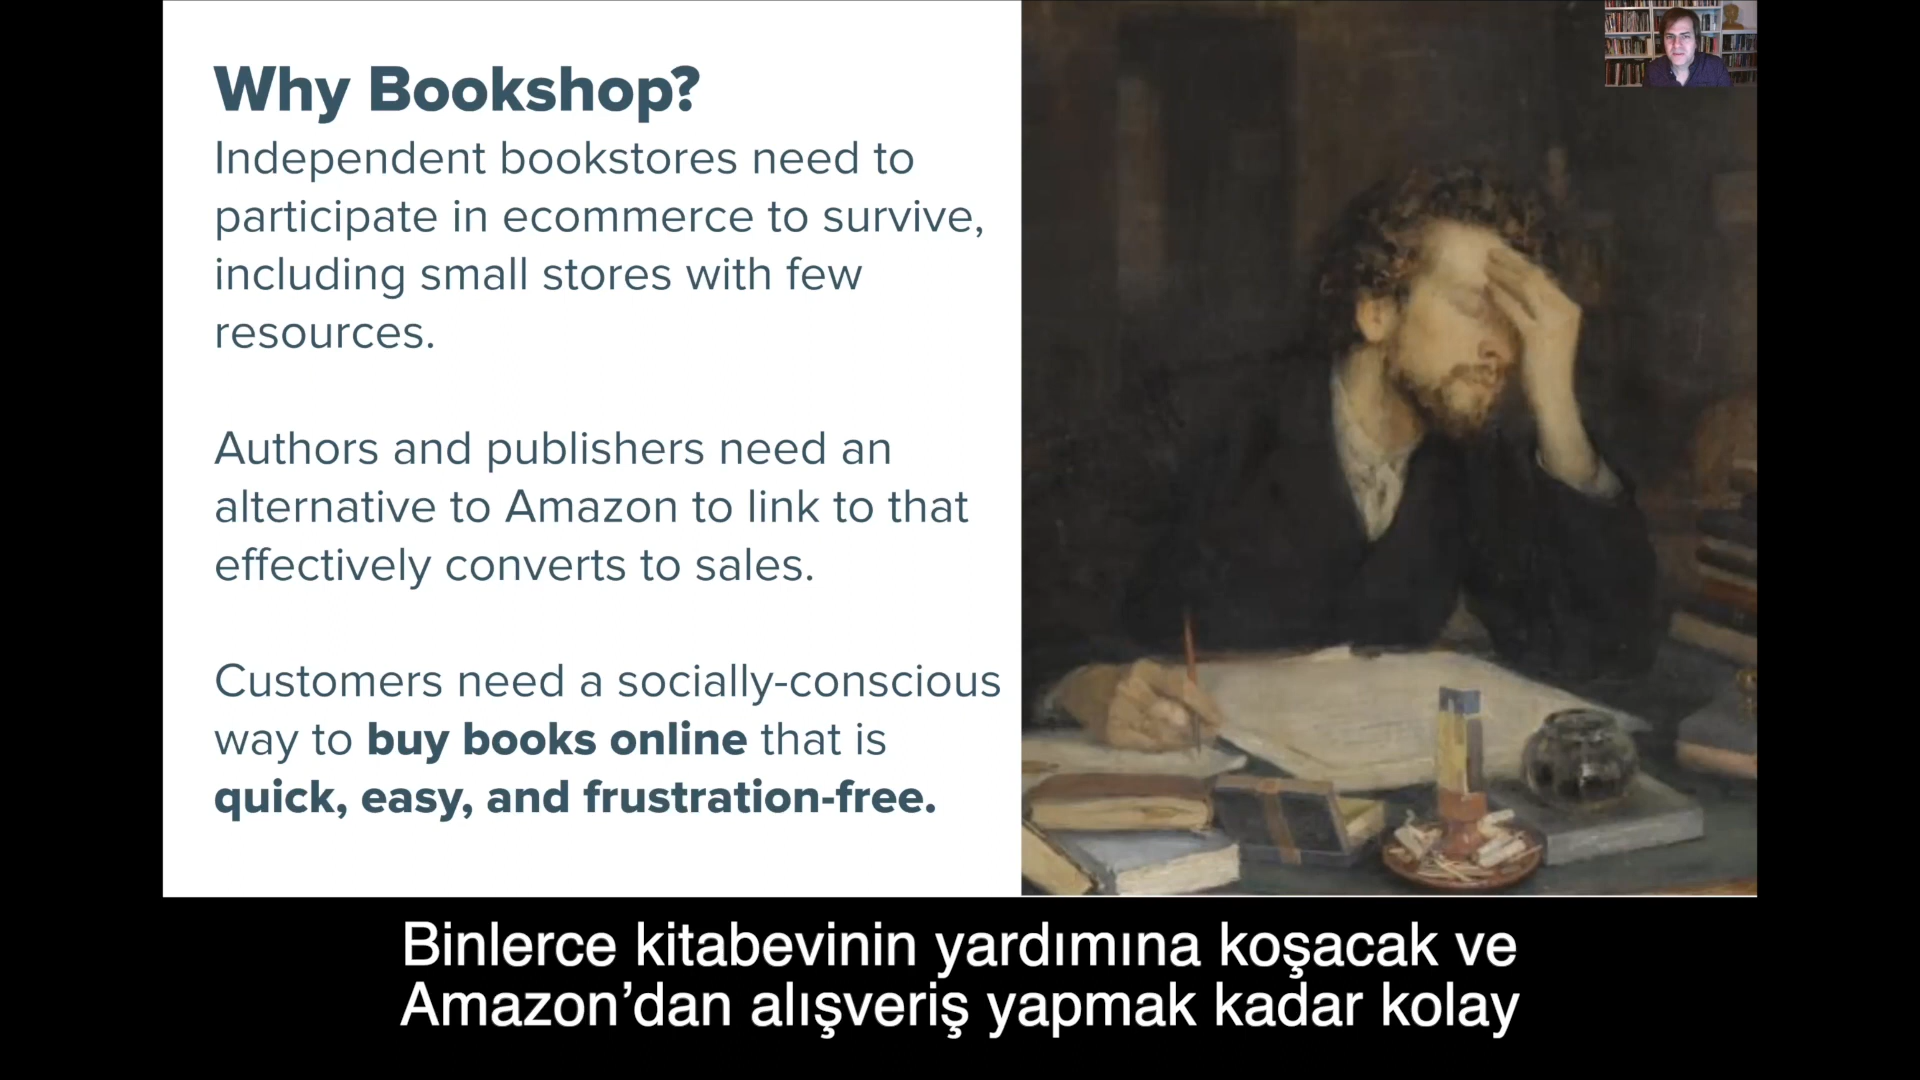 Why Bookshop?
Independent bookstores need to
participate in ecommerce to survive,
including small stores with few
resources.
Authors and publishers need an
alternative to Amazon to link to that
effectively converts to sales.
Customers need a socially-conscious
way to buy books online that is
quick, easy, and frustration-free.
Binlerce kitabevinin yardımına koşacak ve
Amazon’dan alışveriş yapmak kadar kolay